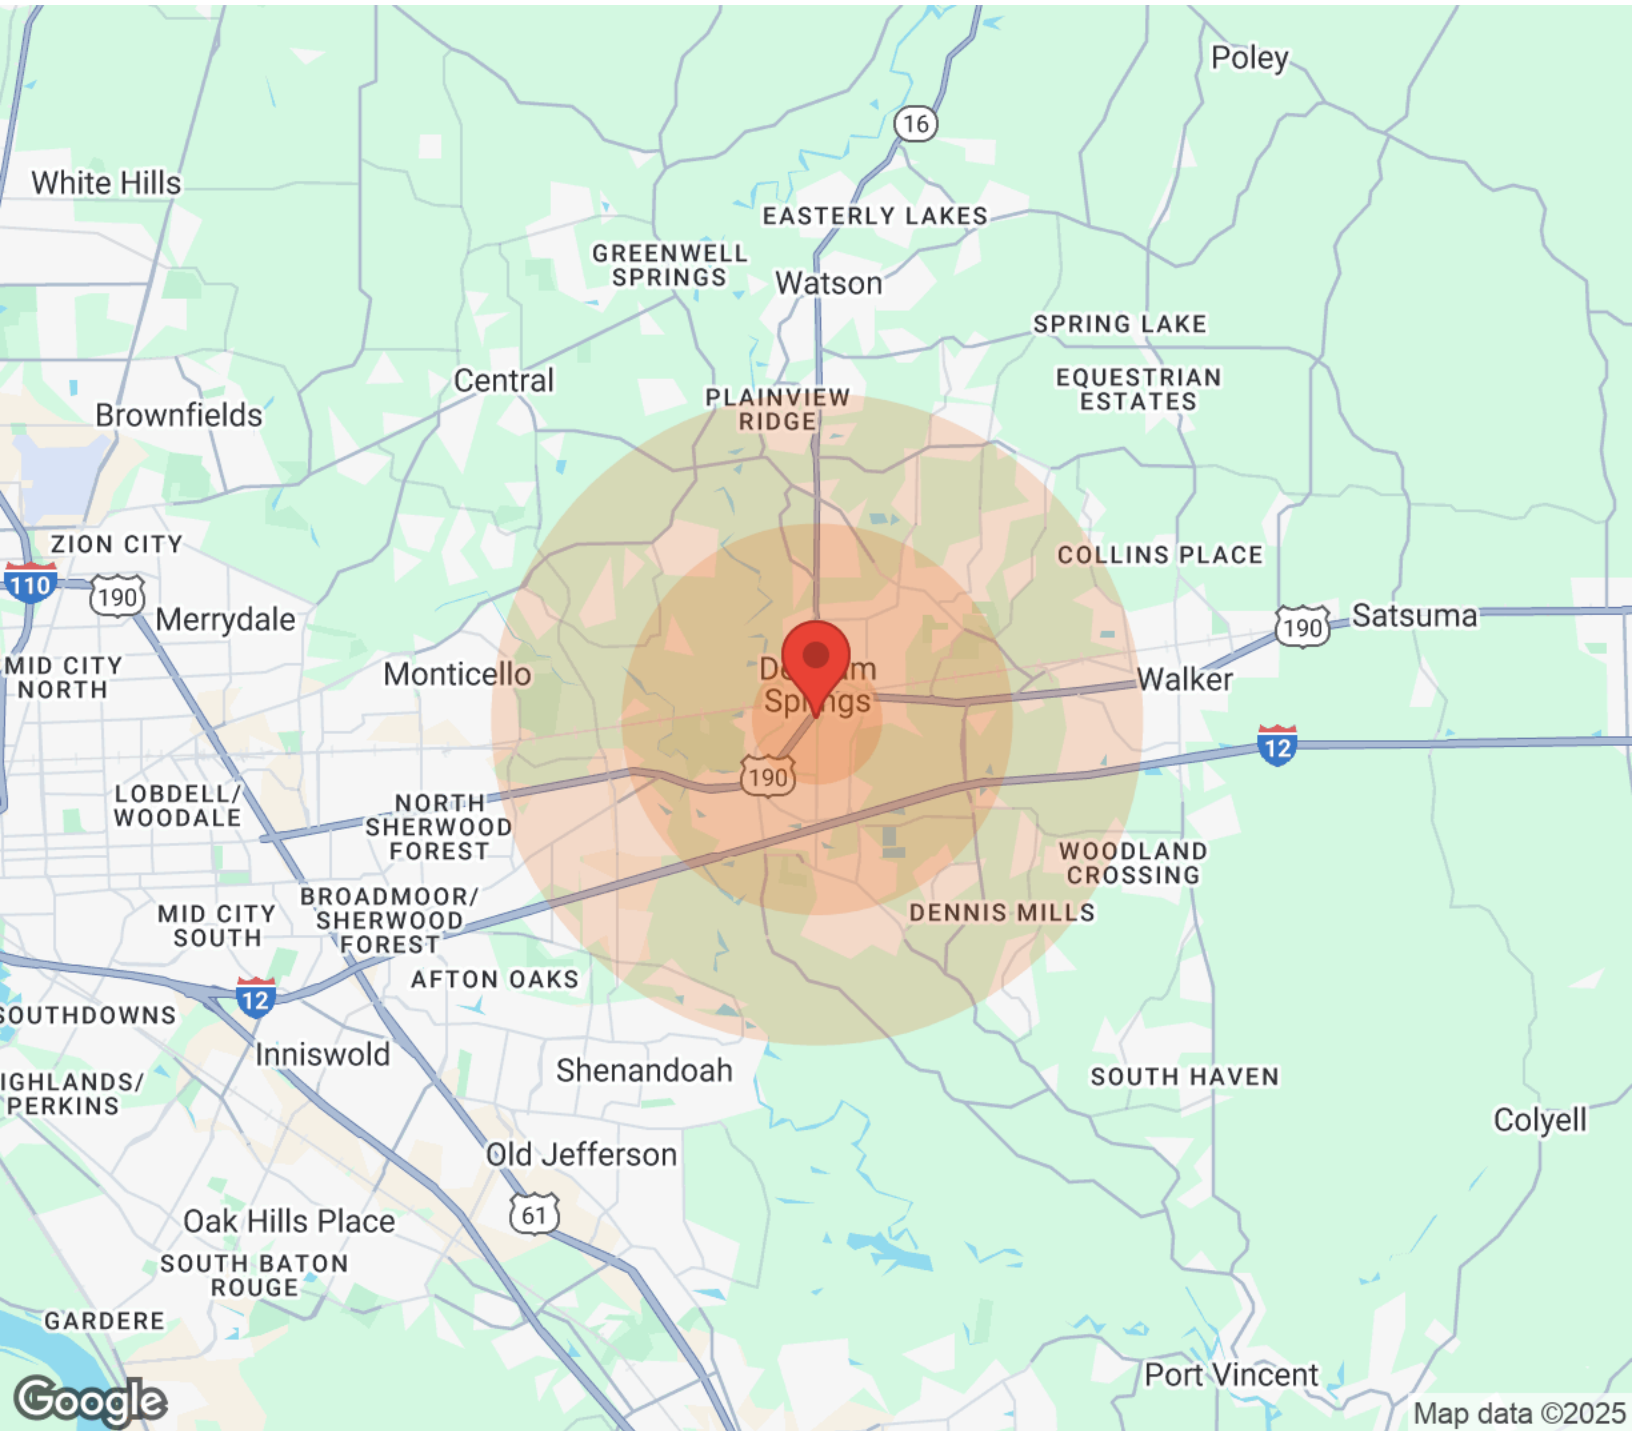 Poley
16
White Hills
EASTERLY LAKES
GREENWELL
SPRINGS
Watson
SPRING LAKE
Central
EQUESTRIAN
ESTATES
PLAINVIEW
RIDGE
Brownfields
ZION CITY
COLLINS PLACE
110
190
Merrydale
190
Satsuma
MID CITY
NORTH
Monticello
Springs
Walker
12
190
LOBDELL/
WOODALE
NORTH
SHERWOOD
FOREST
WOODLAND
CROSSING
BROADMOOR/
SHERWOOD
FOREST
MID CITY
SOUTH
DENNIS MILLS
AFTON OAKS
12
SOUTHDOWNS
Inniswold
Shenandoah
SOUTH HAVEN
IGHLANDS/
PERKINS
Colyell
Old Jefferson
61
Oak Hills Place
SOUTH BATON
ROUGE
GARDERE
Port Vincent
Google
Map data ©2025